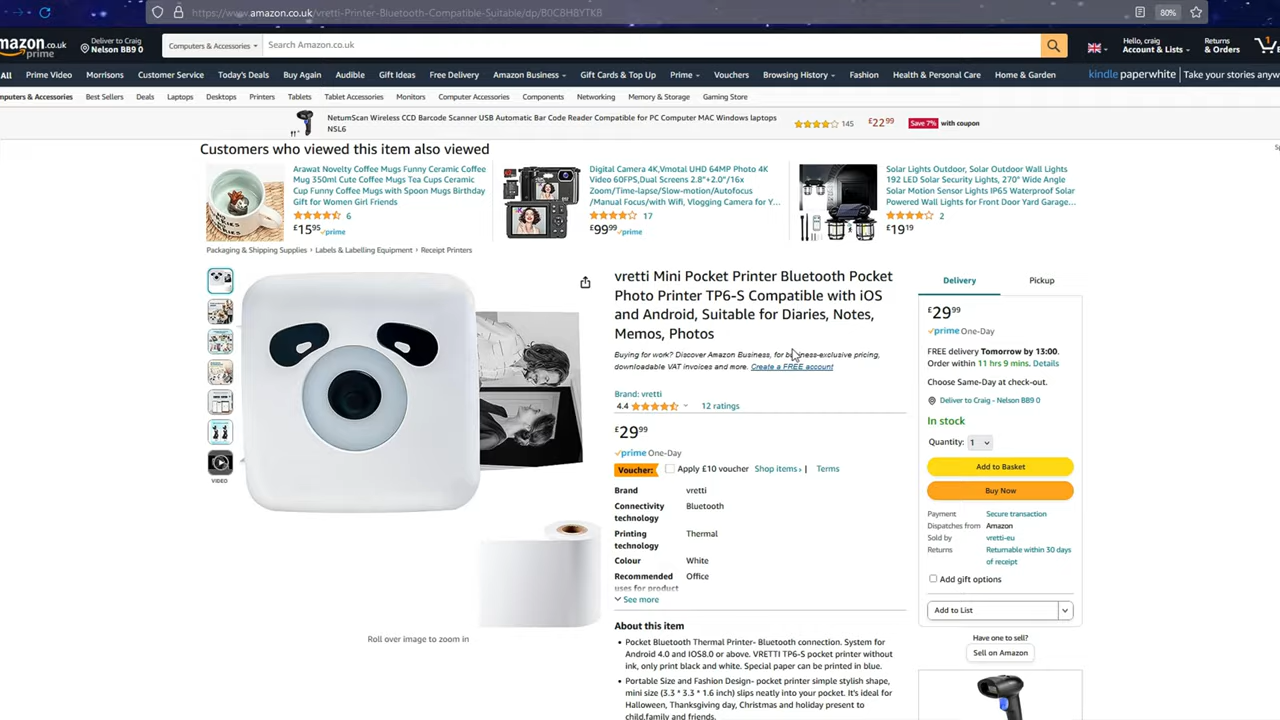 https://www.amazon.co.uk/vretti-Printer-Bluetooth-Compatible-Suitable/dp/B0CBHBYTKB
80%
mazon.co.uk
prime
Deliver to Craig
Nelson BB9 0
Computers & Accessories
Search Amazon.co.uk
Hello, craig
Account & Lists
Returns
& Orders
1
All
Prime Video
Morrisons
Customer Service
Today's Deals
Buy Again
Audible
Gift Ideas
Free Delivery
Amazon Business
Gift Cards & Top Up
Prime
Vouchers
Browsing History
Fashion
Health & Personal Care
Home & Garden
kindle paperwhite
Take your stories anyw
mputers & Accessories
Best Sellers
Deals
Laptops
Desktops
Printers
Tablets
Tablet Accessories
Monitors
Computer Accessories
Components
Networking
Memory & Storage
Gaming Store
NetumScan Wireless CCD Barcode Scanner USB Automatic Bar Code Reader Compatible for PC Computer MAC Windows laptops
NSL6
145
£22.99
Save 7% with coupon
Customers who viewed this item also viewed
Sp
Arawat Novelty Coffee Mugs Funny Ceramic Coffee
Mug 350ml Cute Coffee Mugs Tea Cups Ceramic
Cup Funny Coffee Mugs with Spoon Mugs Birthday
Gift for Women Girl Friends
6
£15.95 prime
Digital Camera 4K,Vmotal UHD 64MP Photo 4K
Video 60FPS,Dual Screens 2.8"+2.0"/16x
Zoom/Time-lapse/Slow-motion/Autofocus
/Manual Focus/with Wifi, Vlogging Camera for Y...
17
£99.99 prime
Solar Lights Outdoor, Solar Outdoor Wall Lights
192 LED Solar Security Lights, 270° Wide Angle
Solar Motion Sensor Lights IP65 Waterproof Solar
Powered Wall Lights for Front Door Yard Garage...
2
£19.19
Packaging & Shipping Supplies › Labels & Labelling Equipment › Receipt Printers
VIDEO
Roll over image to zoom in
vretti Mini Pocket Printer Bluetooth Pocket
Photo Printer TP6-S Compatible with iOS
and Android, Suitable for Diaries, Notes,
Memos, Photos
Buying for work? Discover Amazon Business, for business-exclusive pricing,
downloadable VAT invoices and more. Create a FREE account
Brand: vretti
4.4
12 ratings
£29.99
prime One-Day
Voucher: Apply £10 voucher Shop items › | Terms
Brand vretti
Connectivity technology Bluetooth
Printing technology Thermal
Colour White
Recommended uses for product Office
See more
About this item
• Pocket Bluetooth Thermal Printer- Bluetooth connection. System for
Android 4.0 and IOS8.0 or above. VRETTI TP6-S pocket printer without
ink, only print black and white. Special paper can be printed in blue.
• Portable Size and Fashion Design- pocket printer simple stylish shape,
mini size (3.3 * 3.3 * 1.6 inch) slips neatly into your pocket. It's ideal for
Halloween, Thanksgiving day, Christmas and holiday present to
child,family and friends.
Delivery
Pickup
£29.99
prime One-Day
FREE delivery Tomorrow by 13:00.
Order within 11 hrs 9 mins. Details
Choose Same-Day at check-out.
Deliver to Craig - Nelson BB9 0
In stock
Quantity: 1
Add to Basket
Buy Now
Payment Secure transaction
Dispatches from Amazon
Sold by vretti-eu
Returns Returnable within 30 days
of receipt
Add gift options
Add to List
Have one to sell?
Sell on Amazon